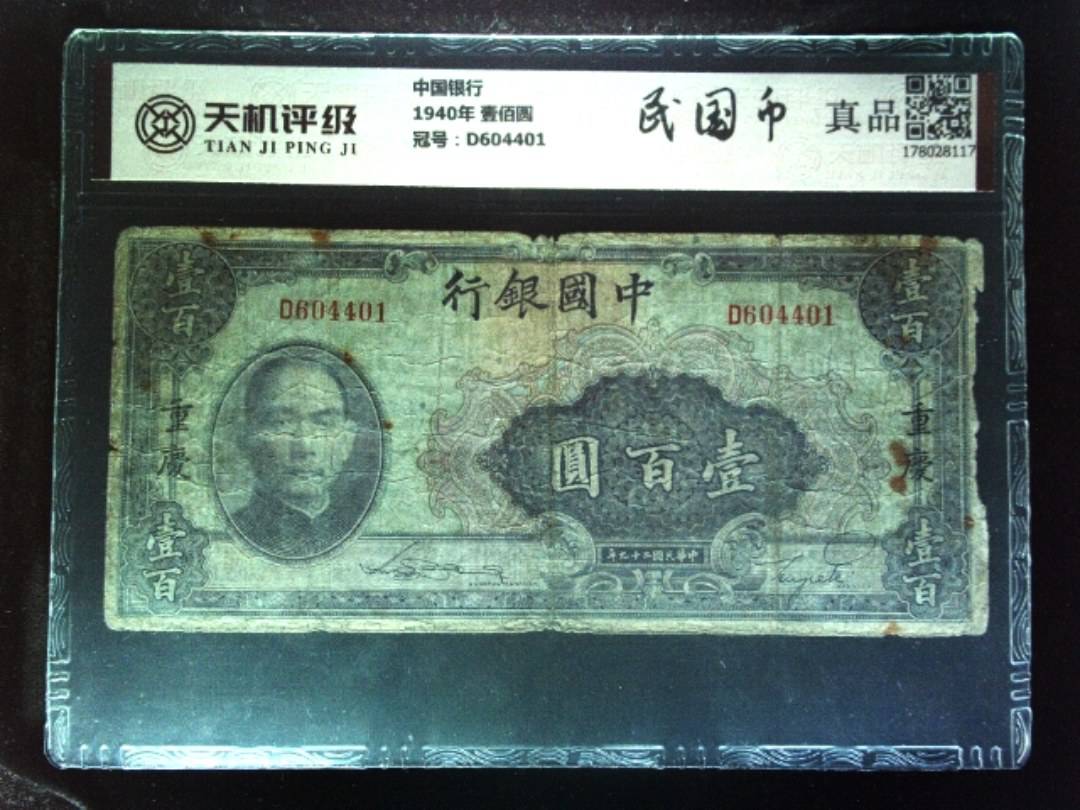 天机评级
TIAN JI PING JI
中国银行
1940年 壹佰圆
冠号：D604401
民国币
真品
178028117
行銀國中
D604401
D604401
壹百
壹百
重慶
重慶
圓百壹
年九十二國民華中
壹百
壹百